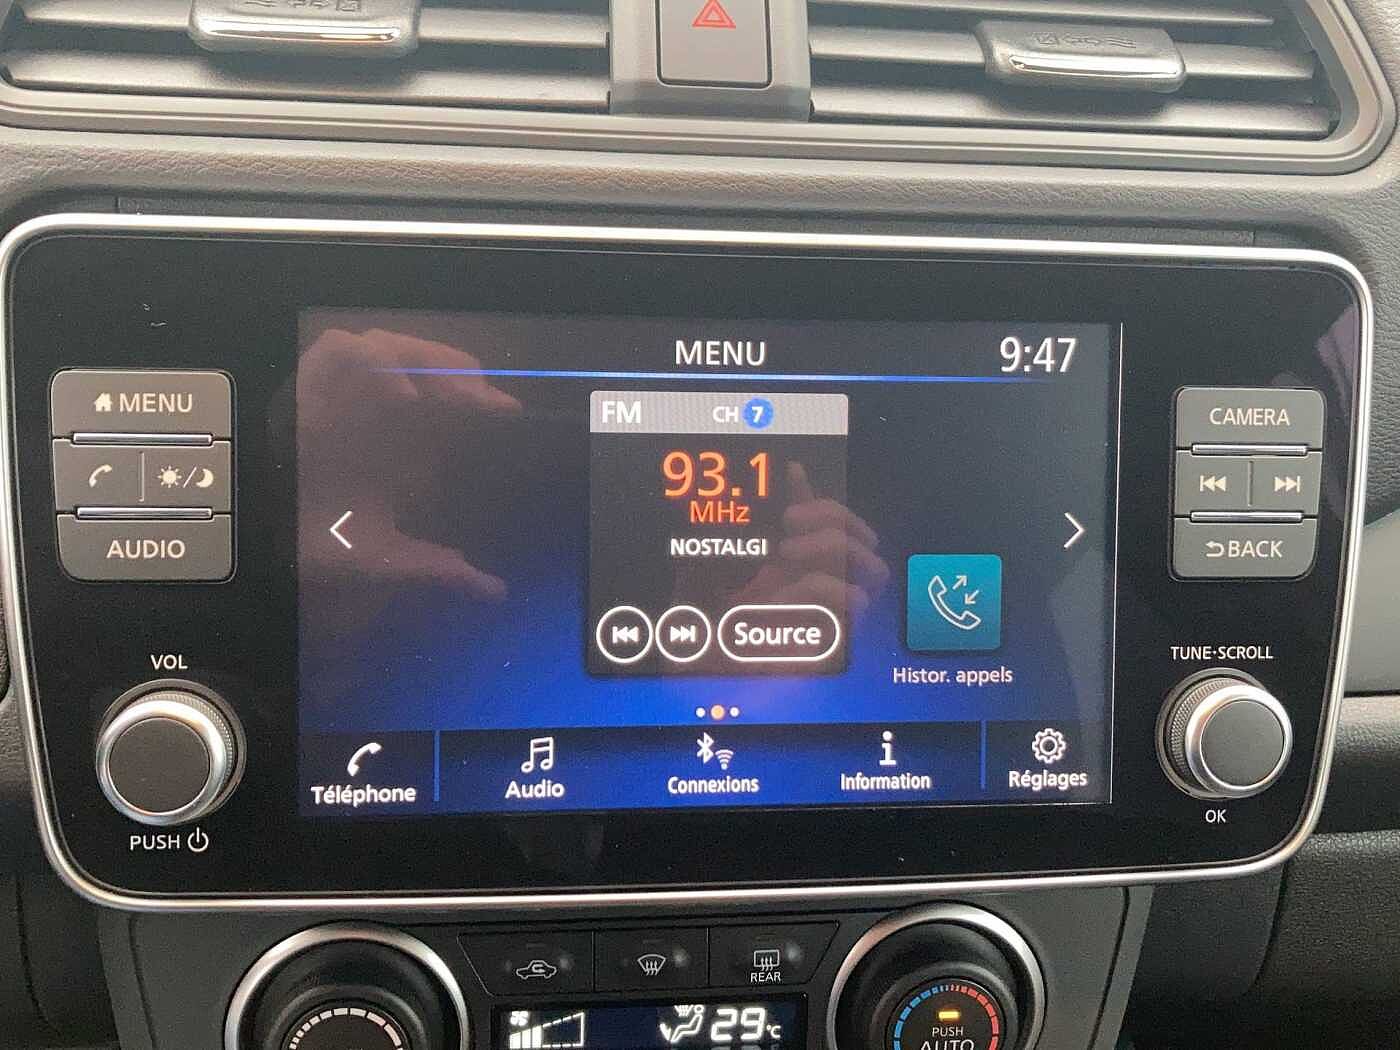 MENU
9:47
MENU
AUDIO
FM CH 7
93.1
MHz
NOSTALGI
Source
Histor. appels
Téléphone
Audio
Connexions
Information
Réglages
CAMERA
BACK
VOL
PUSH
TUNE·SCROLL
OK
REAR
29°C
PUSH
AUTO